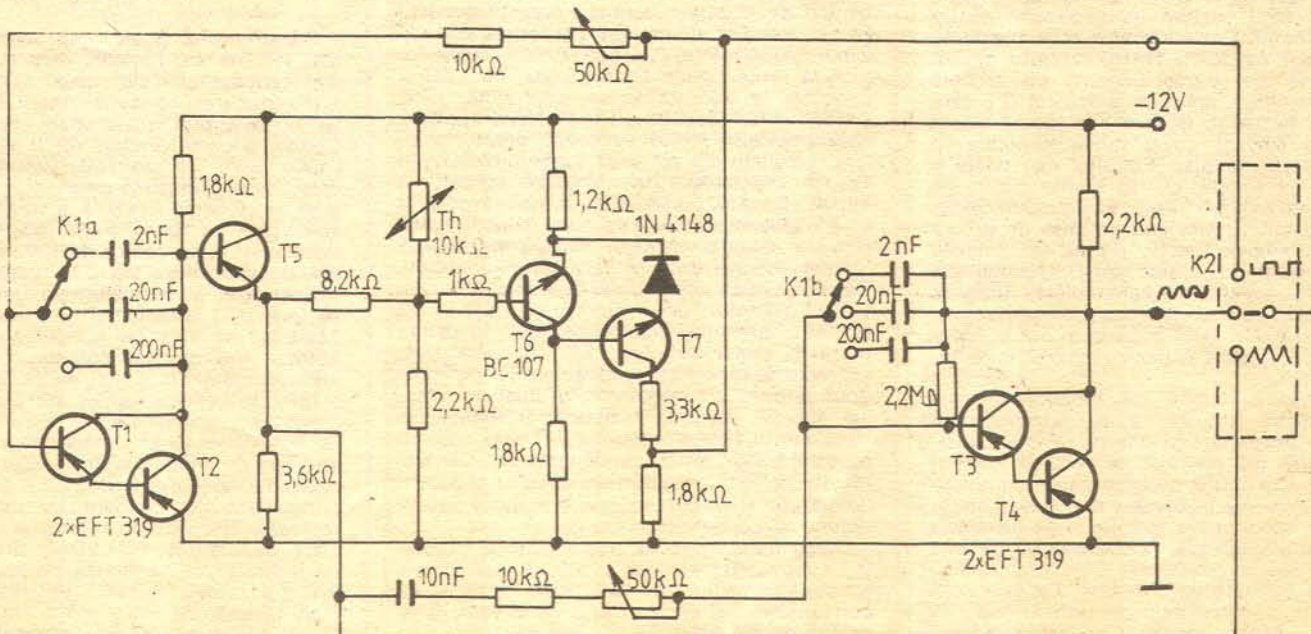 10kΩ
50kΩ
-12V
1,8kΩ
K1a
2nF
20nF
200nF
T5
8,2kΩ
Th
10kΩ
1kΩ
1,2kΩ
1N 4148
T6
BC 107
T7
2,2kΩ
K1b
2nF
20nF
200nF
2,2MΩ
2,2kΩ
K2
T1
T2
2xEFT 319
3,6kΩ
1,8kΩ
3,3kΩ
1,8kΩ
T3
T4
2xEFT 319
10nF
10kΩ
50kΩ